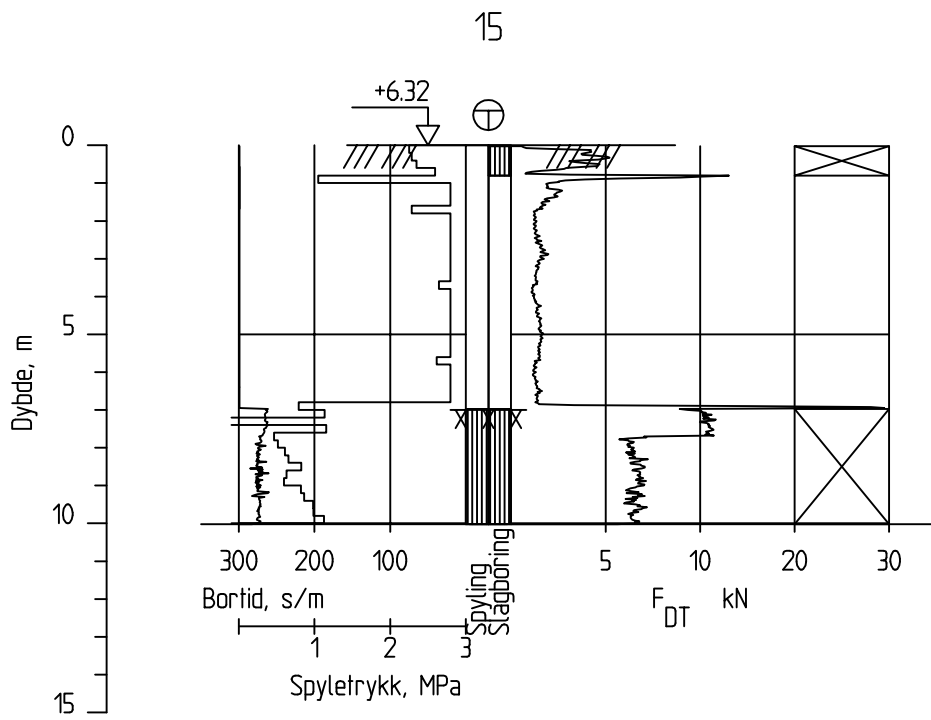 15
+6.32
0
5
10
15
Dybde, m
300 200 100
Bortid, s/m
1 2 3
Spyletrykk, MPa
Spyling
Slagboring
5 10 20 30
F DT kN